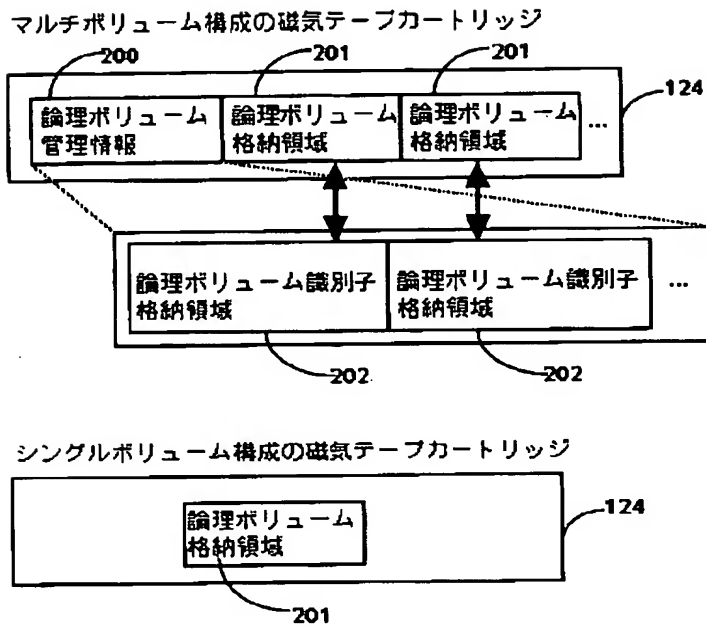 マルチボリューム構成の磁気テープカートリッジ
200 201 201
124
論理ボリューム 論理ボリューム 論理ボリューム
管理情報 格納領域 格納領域 ...
論理ボリューム識別子 論理ボリューム識別子 ...
格納領域 格納領域
202 202
シングルボリューム構成の磁気テープカートリッジ
124
論理ボリューム
格納領域
201